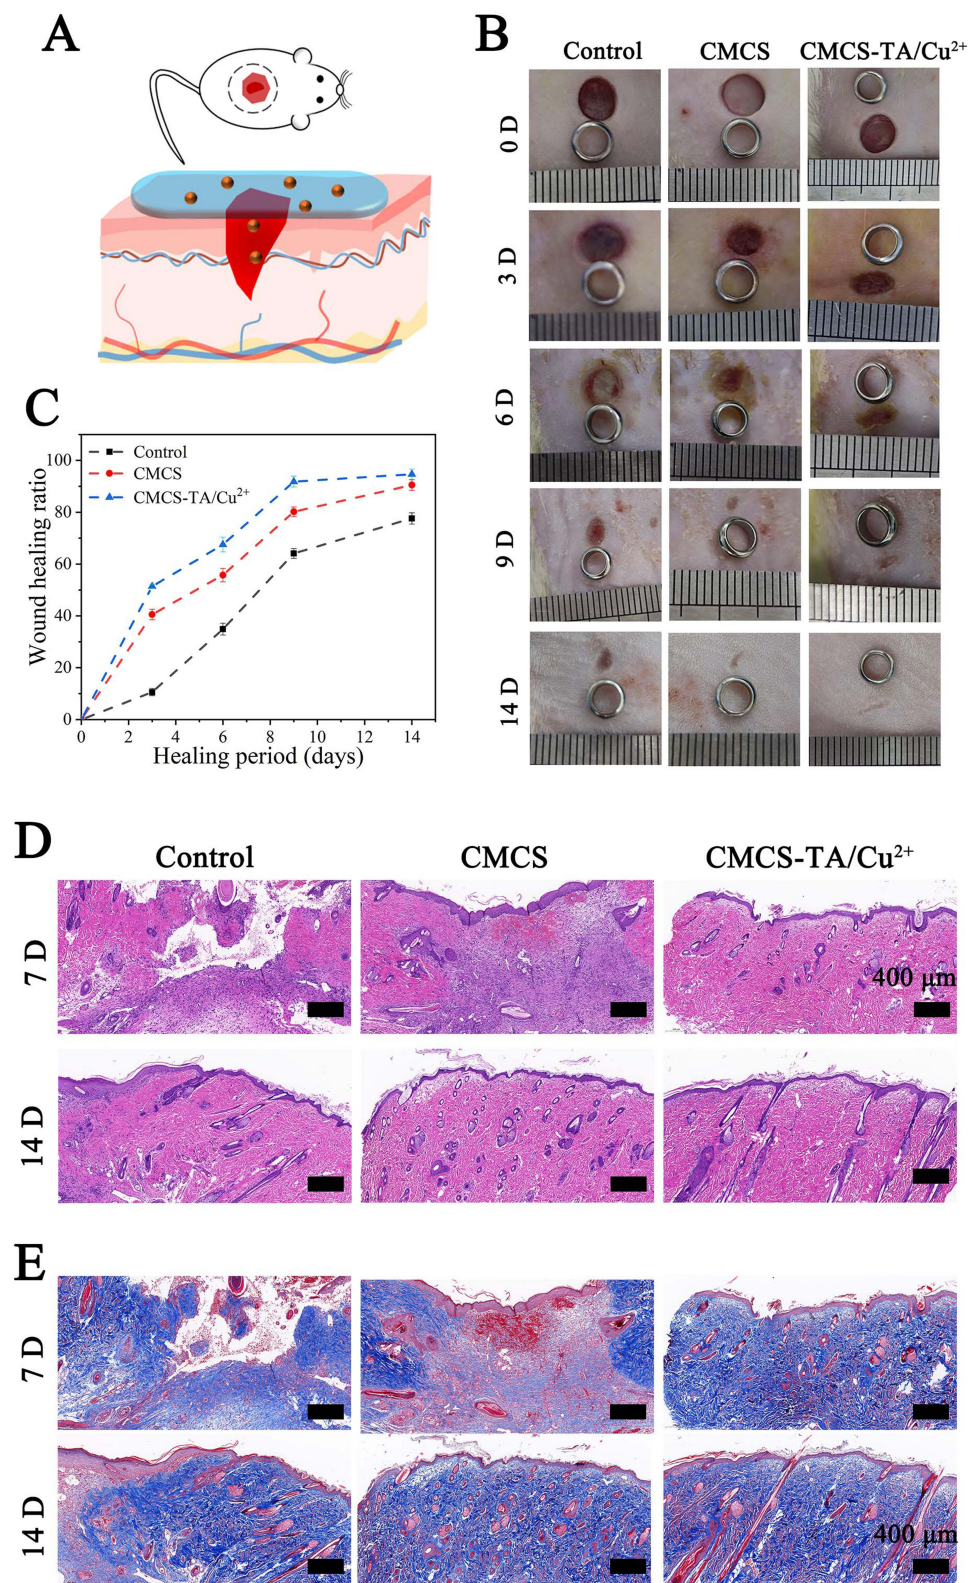 A
B
Control CMCS CMCS-TA/Cu²⁺
0 D
3 D
6 D
9 D
14 D
C
Wound healing ratio
100
80
60
40
20
0
Control
CMCS
CMCS-TA/Cu²⁺
0 2 4 6 8 10 12 14
Healing period (days)
D
Control CMCS CMCS-TA/Cu²⁺
7 D
400 μm
14 D
E
7 D
14 D
400 μm